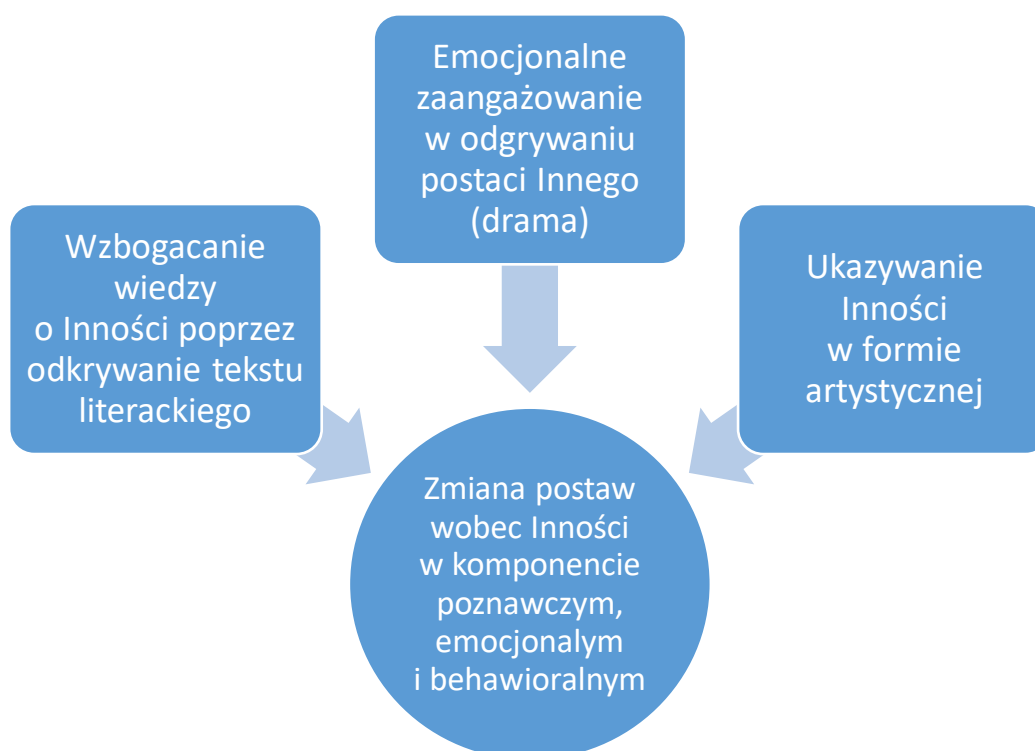 Emocjonalne
zaangażowanie
w odgrywaniu
postaci Innego
(drama)
Wzbogacanie
wiedzy
o Inności poprzez
odkrywanie tekstu
literackiego
Ukazywanie
Inności
w formie
artystycznej
Zmiana postaw
wobec Inności
w komponencie
poznawczym,
emocjonalym
i behawioralnym